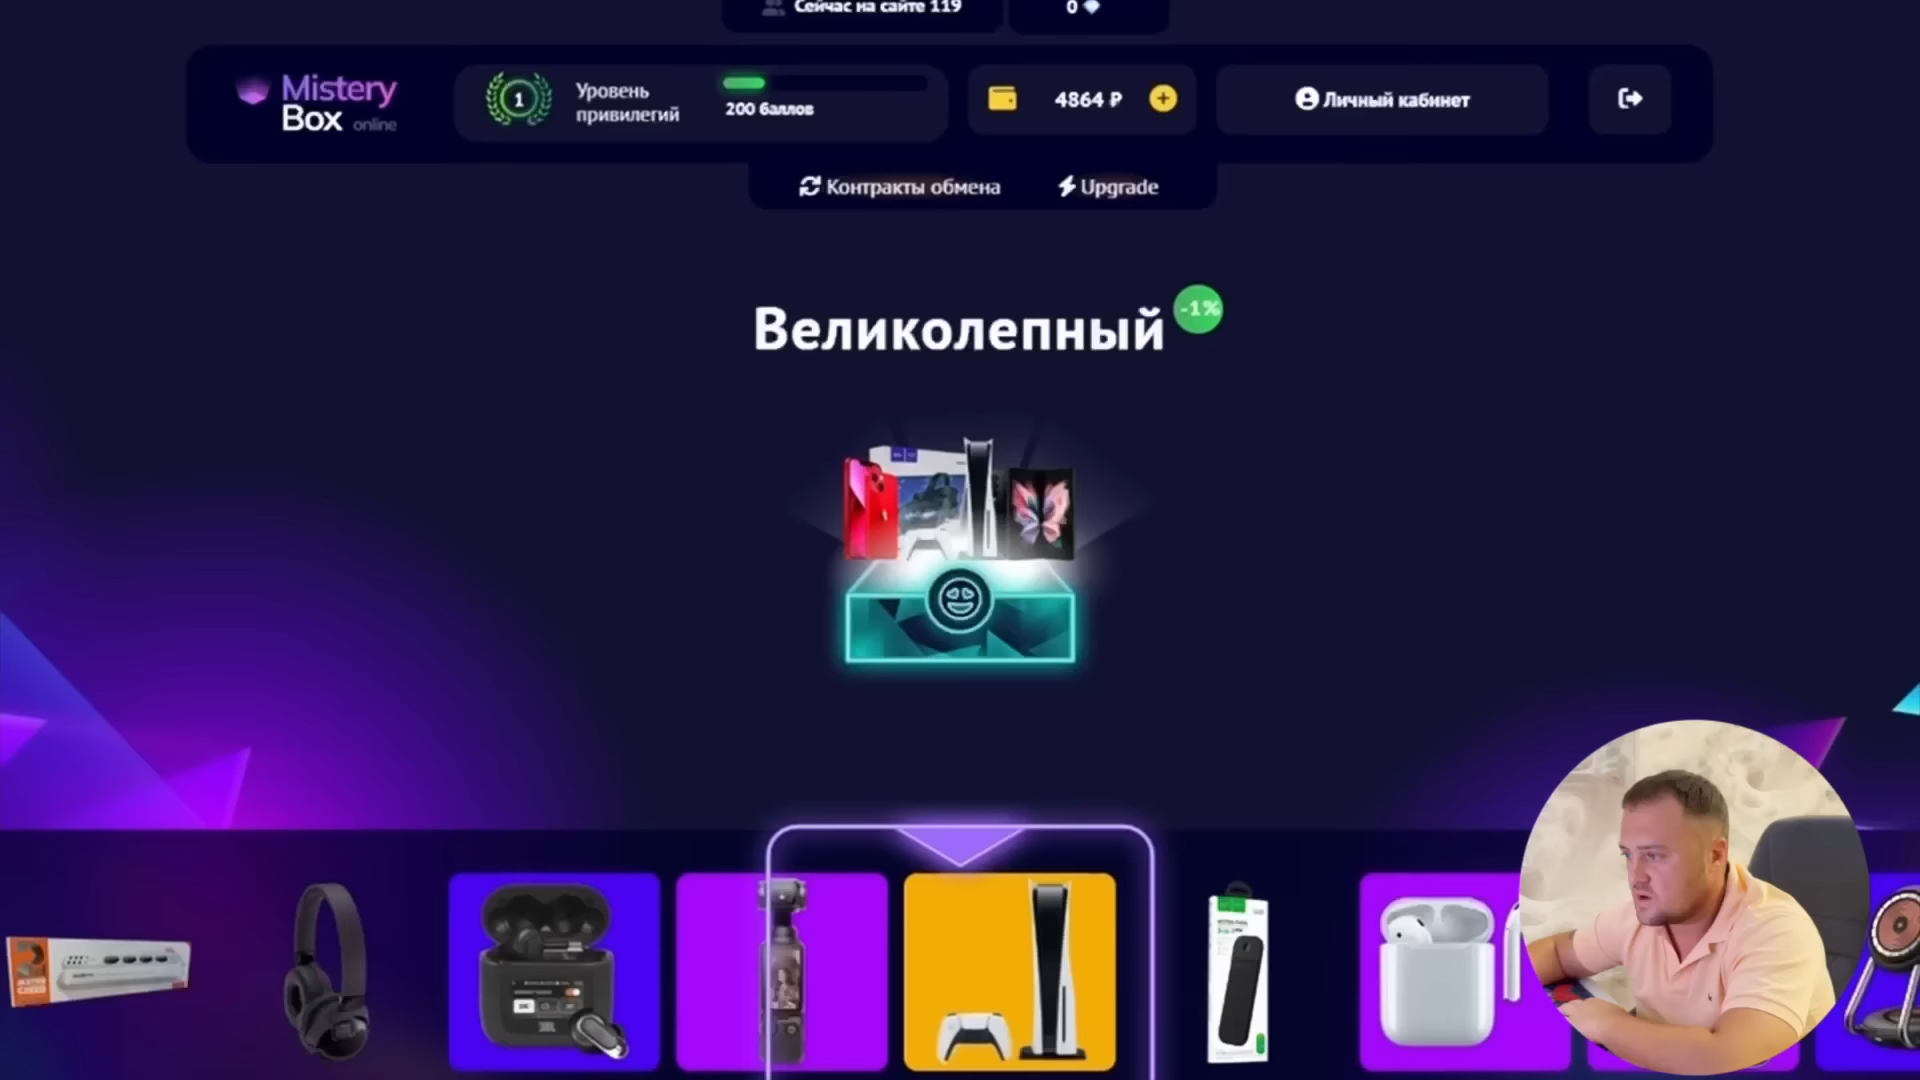 Сейчас на сайте 119
0
Mistery
Box online
1
Уровень
привилегий
200 баллов
4864 ₽
Личный кабинет
Контракты обмена
Upgrade
Великолепный
-1%